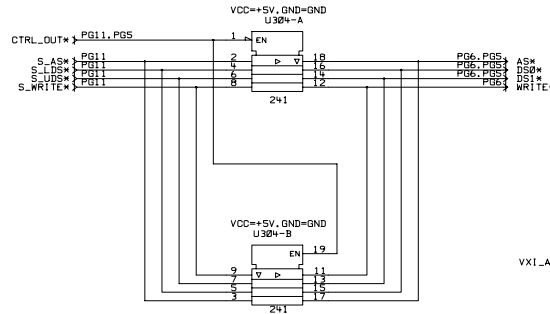 VCC=+5V.GND=GND
U304-A
CTRL_OUT* PG11.PG5 1 EN
S_AS* PG11 2 18 PG6.PG5 AS*
S_LDS* PG11 4 16 PG6.PG5 DS0*
S_UDS* PG11 6 14 PG6.PG5 DS1*
S_WRITE* PG11 8 12 PG6 WRITE*
241
VCC=+5V.GND=GND
U304-B
EN 19
VXI_A
9 11
7 13
5 15
3 17
241